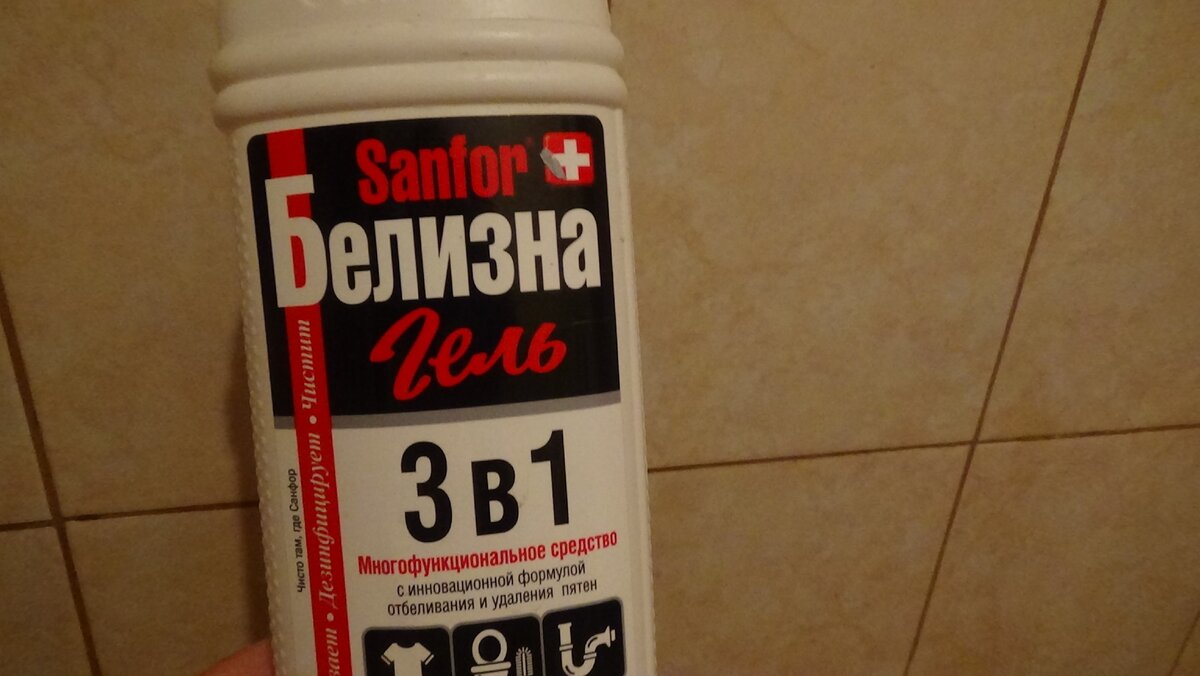 Sanfor
Белизна
Гель
3 в 1
Многофункциональное средство
с инновационной формулой
отбеливания и удаления пятен
Чисто там, где Санфор
• Дезинфицирует • Чистит